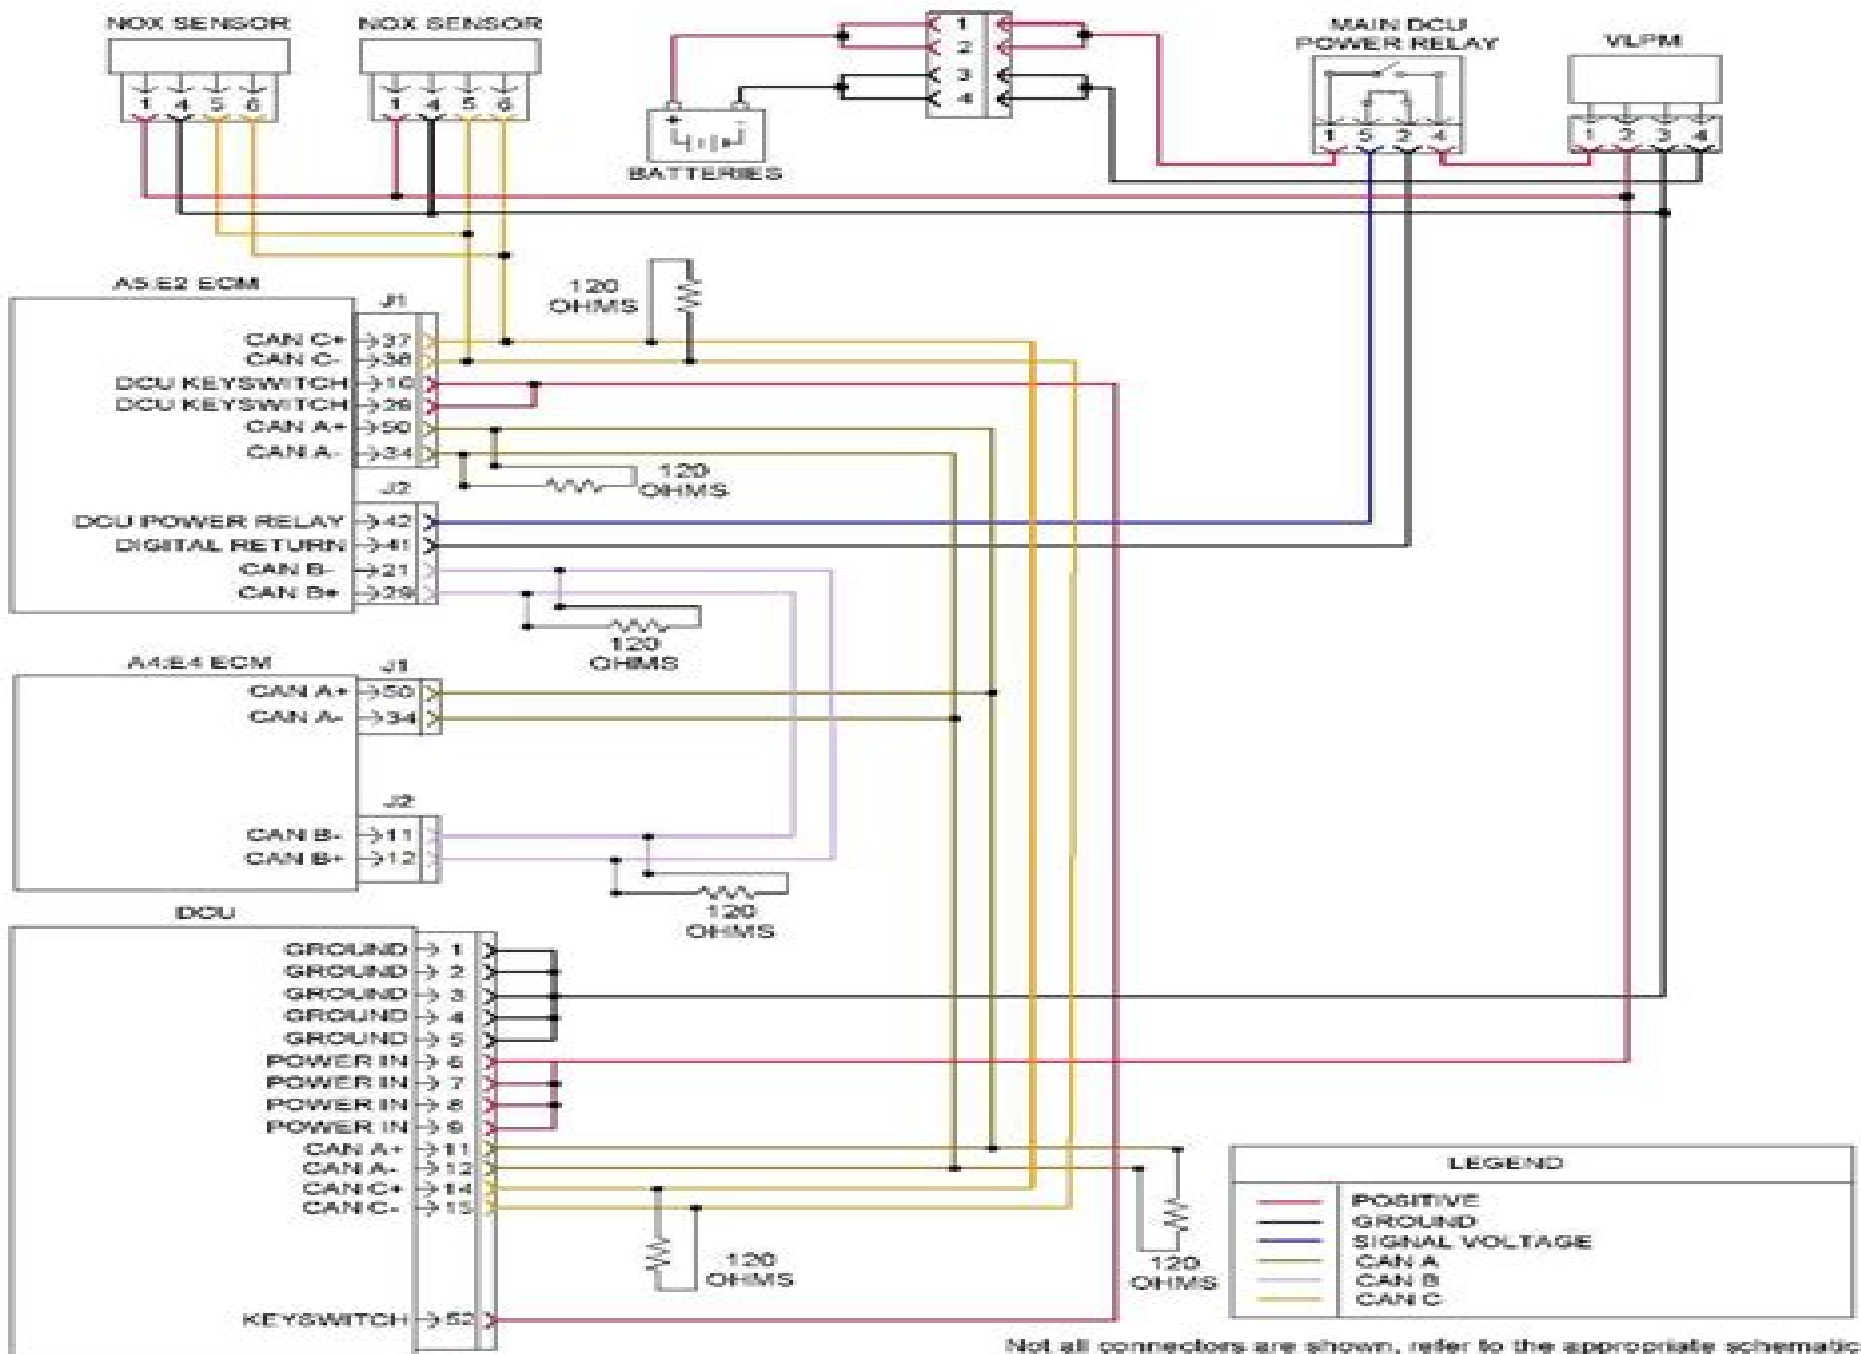 NOX SENSOR
1 4 5 6
NOX SENSOR
1 4 5 6
BATTERIES
+ -
1
2
3
4
MAIN DCU
POWER RELAY
1 5 2 4
VLPM
1 2 3 4
A5:E2 ECM
J1
CAN C+ 37
CAN C- 38
DCU KEYSWITCH 10
DCU KEYSWITCH 26
CAN A+ 50
CAN A- 34
J2
DCU POWER RELAY 42
DIGITAL RETURN 41
CAN B- 21
CAN B+ 29
120
OHMS
120
OHMS
120
OHMS
A4:E4 ECM
J1
CAN A+ 50
CAN A- 34
J2
CAN B- 11
CAN B+ 12
120
OHMS
DCU
GROUND 1
GROUND 2
GROUND 3
GROUND 4
GROUND 5
POWER IN 6
POWER IN 7
POWER IN 8
POWER IN 9
CAN A+ 11
CAN A- 12
CAN C+ 14
CAN C- 15
KEYSWITCH 52
120
OHMS
120
OHMS
LEGEND
POSITIVE
GROUND
SIGNAL VOLTAGE
CAN A
CAN B
CAN C
Not all connectors are shown, refer to the appropriate schematic